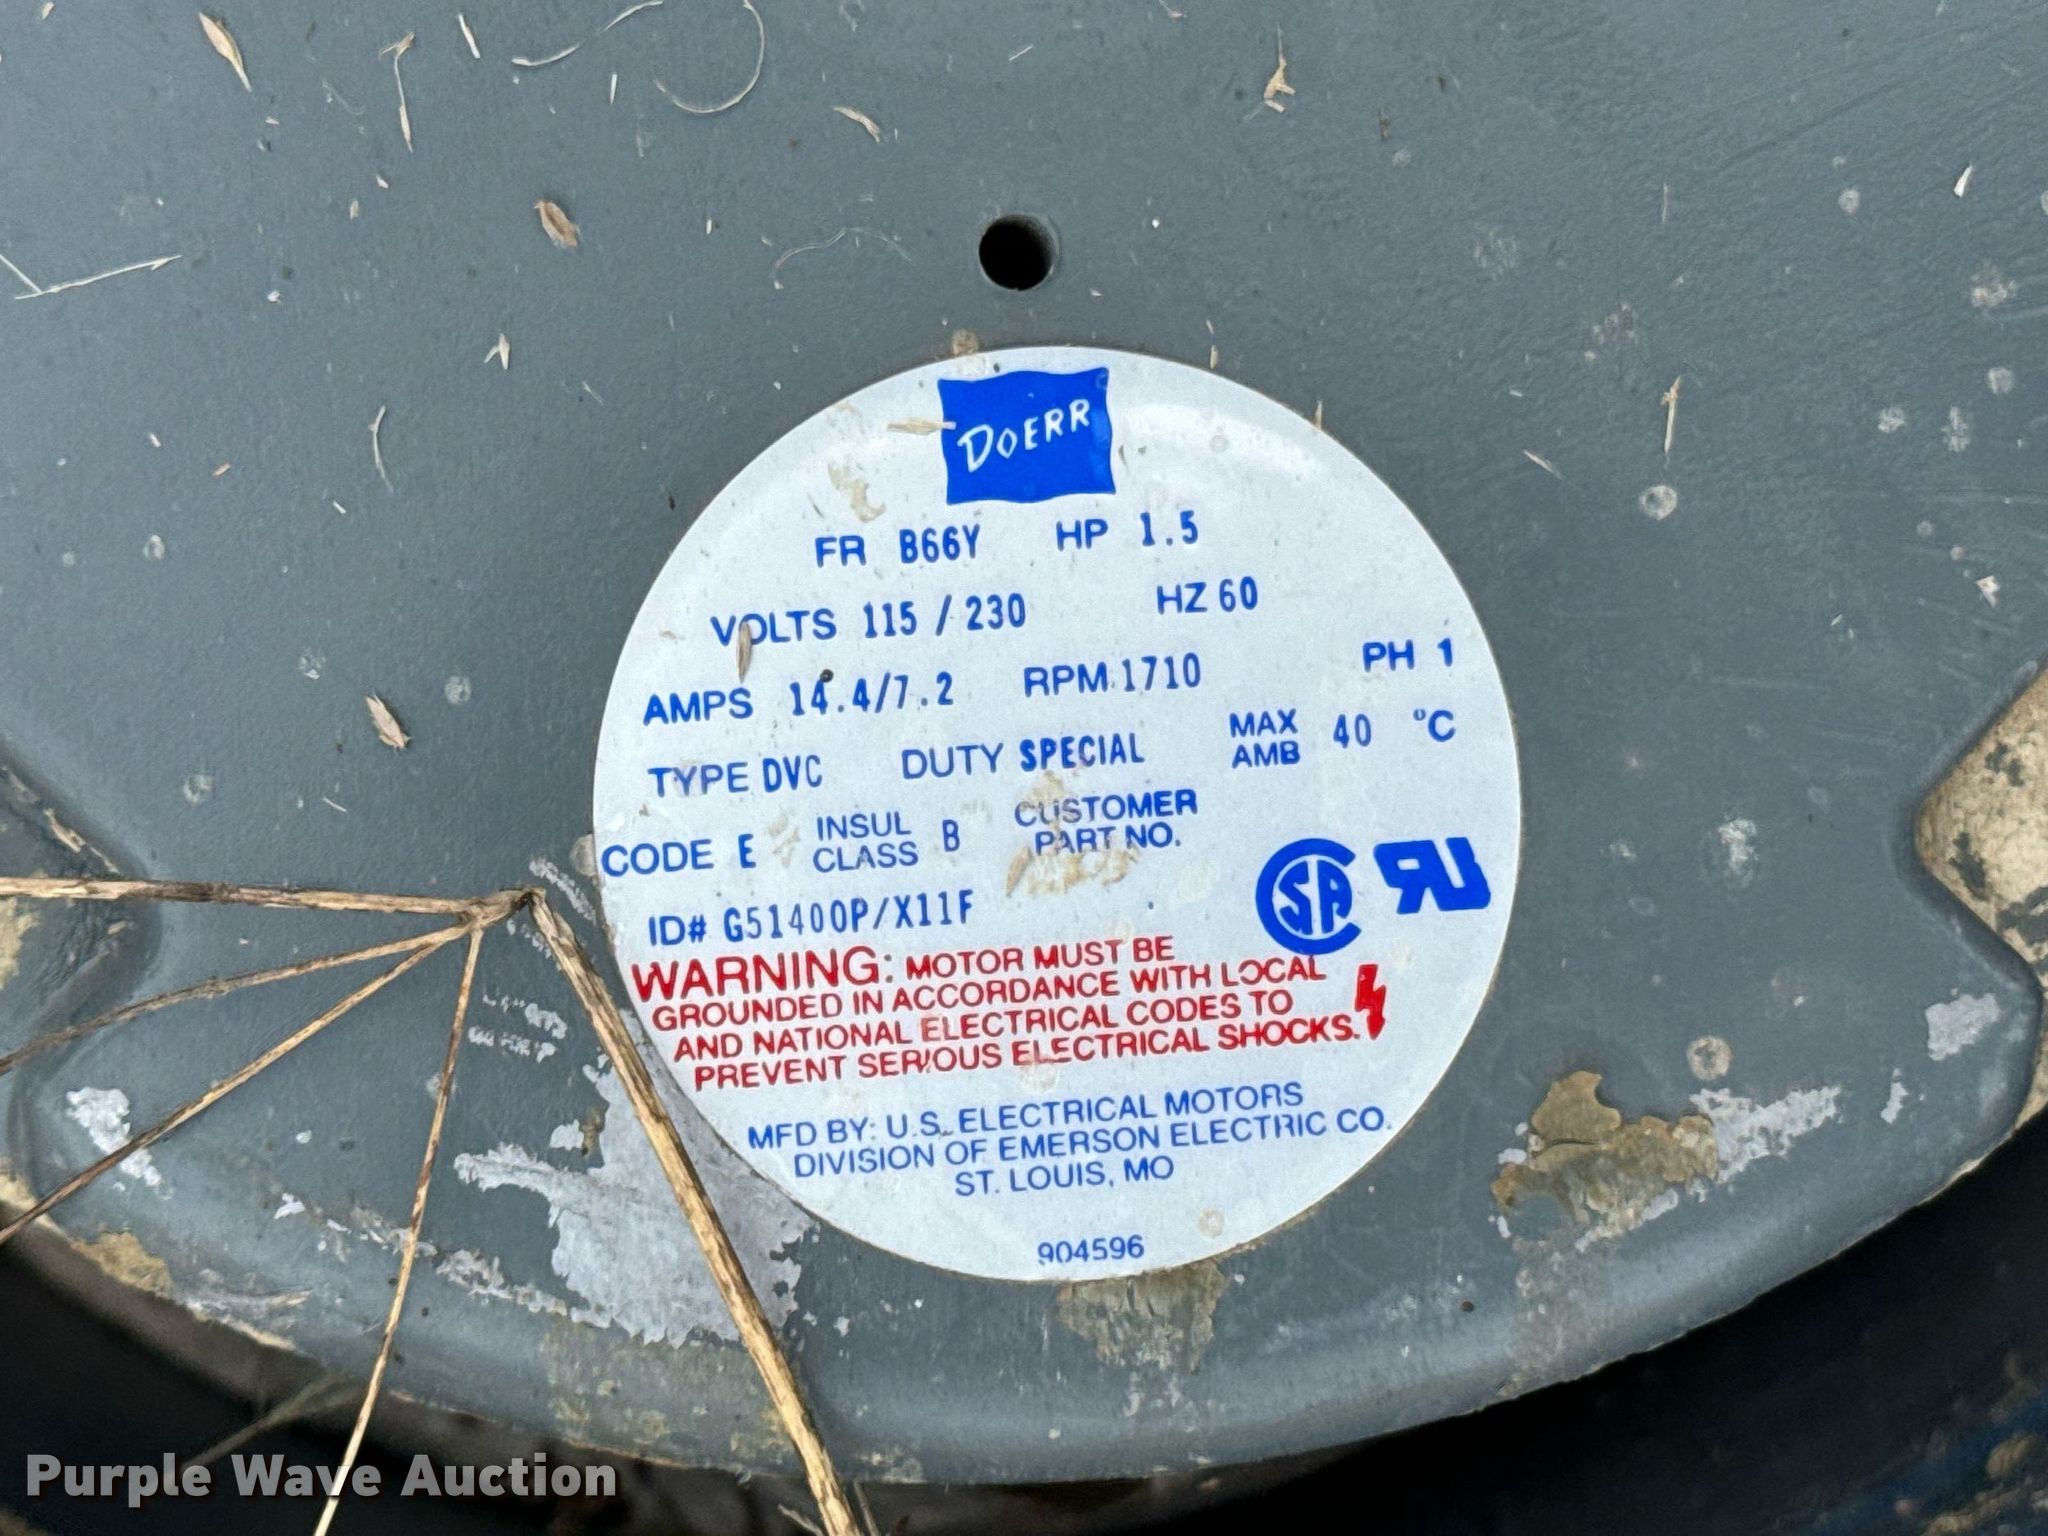 DOERR
FR B66Y HP 1.5
VOLTS 115 / 230 HZ 60
AMPS 14.4/7.2 RPM 1710 PH 1
TYPE DVC DUTY SPECIAL MAX AMB 40 °C
CODE E INSUL CLASS B CUSTOMER PART NO.
ID# G51400P/X11F
SA
RU
WARNING: MOTOR MUST BE
GROUNDED IN ACCORDANCE WITH LOCAL
AND NATIONAL ELECTRICAL CODES TO
PREVENT SERIOUS ELECTRICAL SHOCKS.
MFD BY: U.S. ELECTRICAL MOTORS
DIVISION OF EMERSON ELECTRIC CO.
ST. LOUIS, MO
904596
Purple Wave Auction